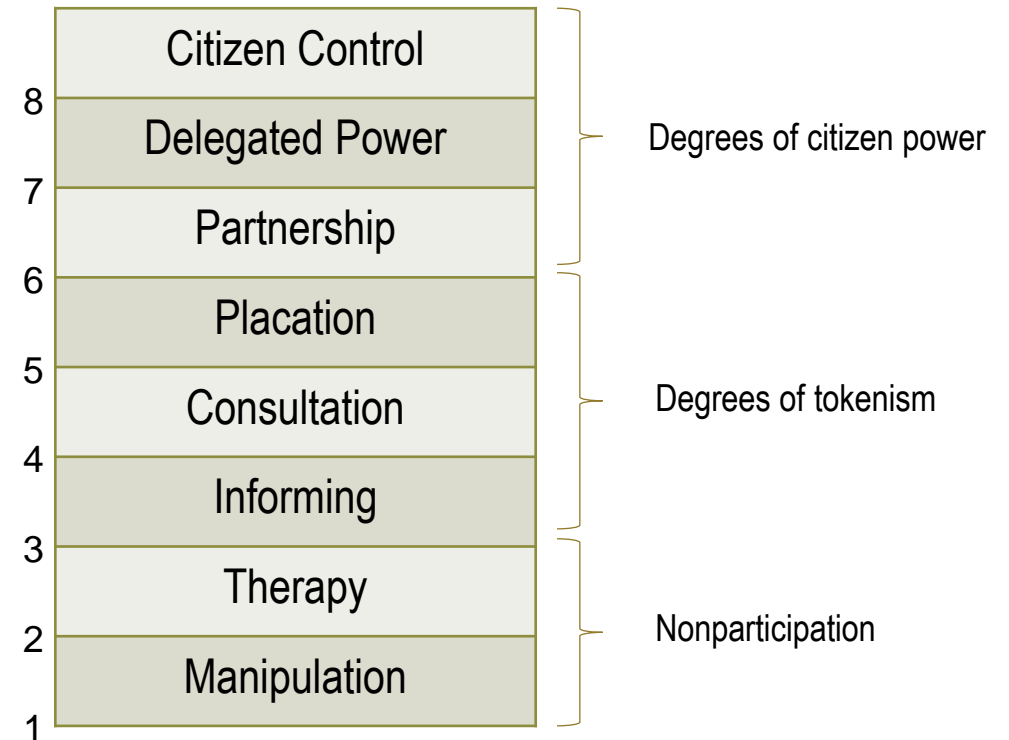 Citizen Control
8
Delegated Power
Degrees of citizen power
7
Partnership
6
Placation
5
Consultation
Degrees of tokenism
4
Informing
3
Therapy
Nonparticipation
2
Manipulation
1